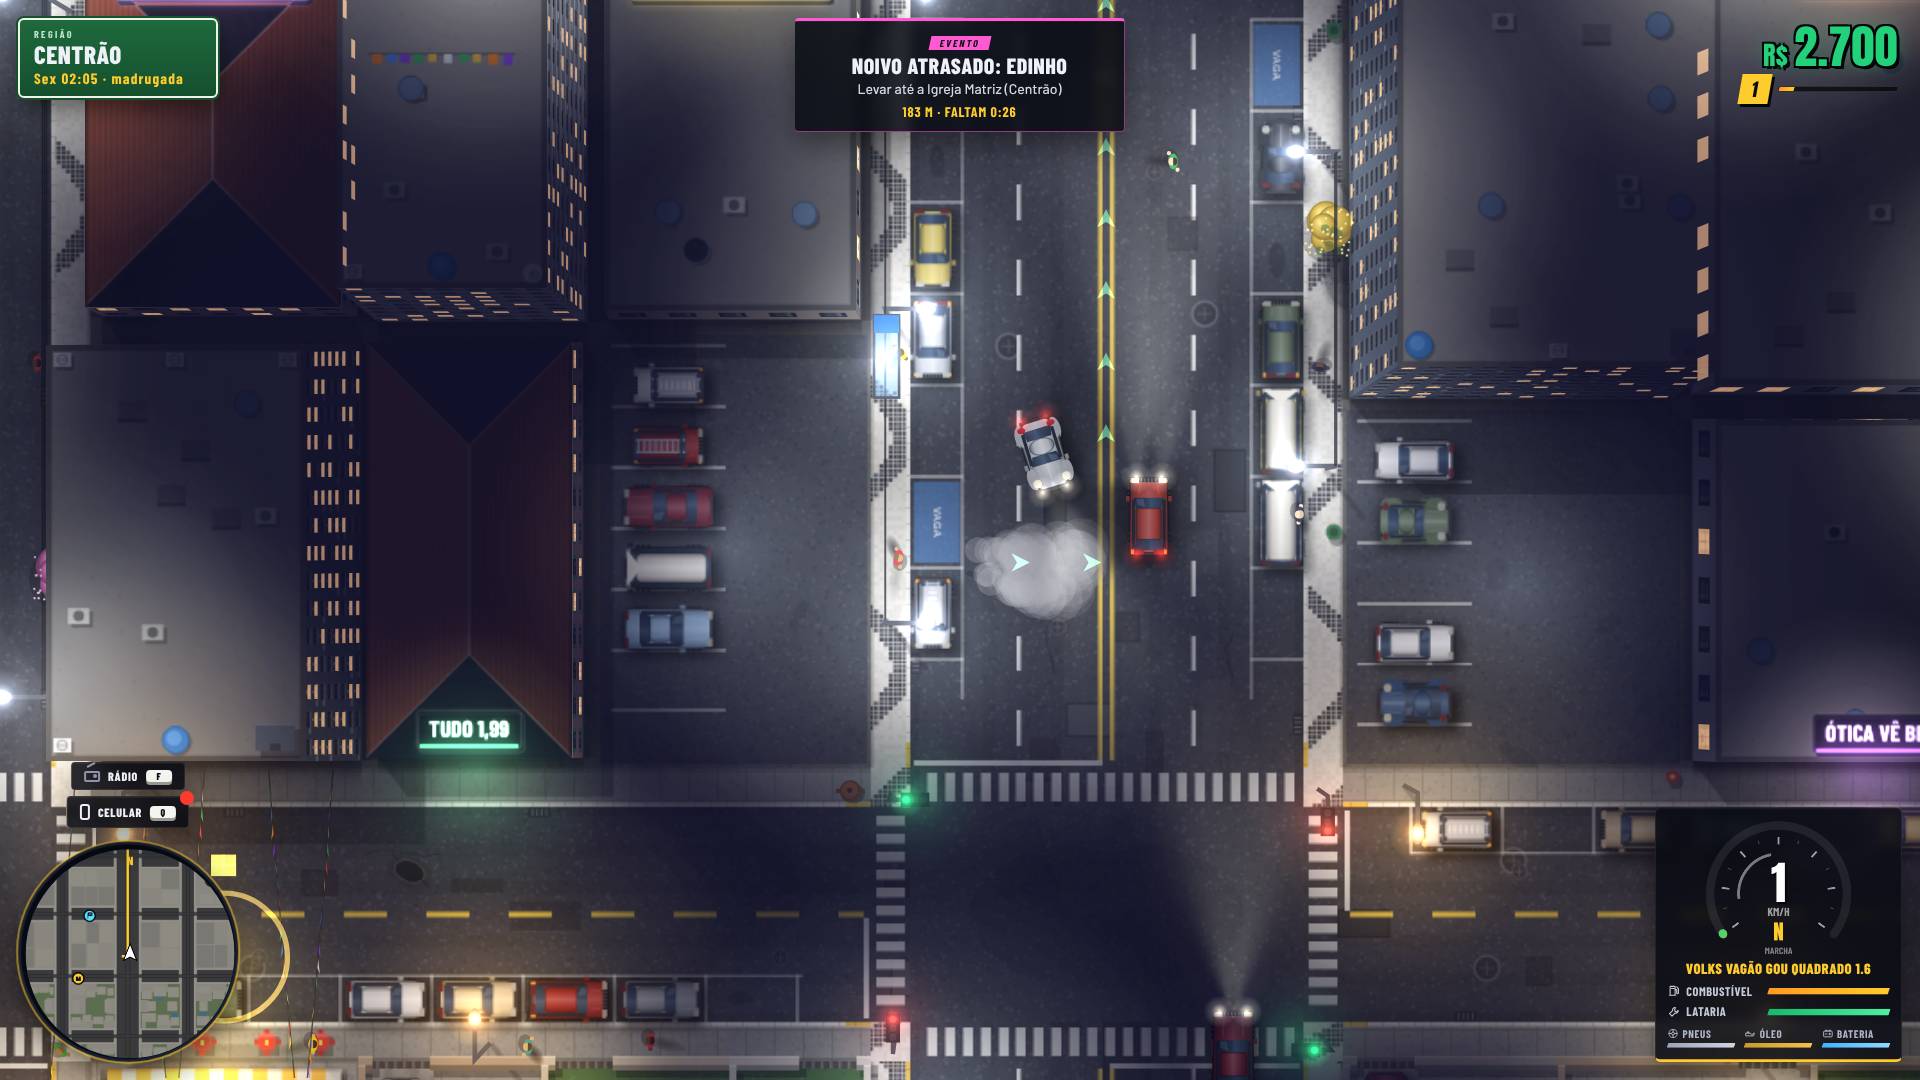 REGIÃO
CENTRÃO
Sex 02:05 · madrugada
EVENTO
NOIVO ATRASADO: EDINHO
Levar até a Igreja Matriz (Centrão)
183 M · FALTAM 0:26
R$ 2.700
1
VAGA
VAGA
TUDO 1,99
ÓTICA VÊ
RÁDIO F
CELULAR Q
N
P
1
KM/H
N
MARCHA
VOLKS VAGÃO GOU QUADRADO 1.6
COMBUSTÍVEL
LATARIA
PNEUS
ÓLEO
BATERIA